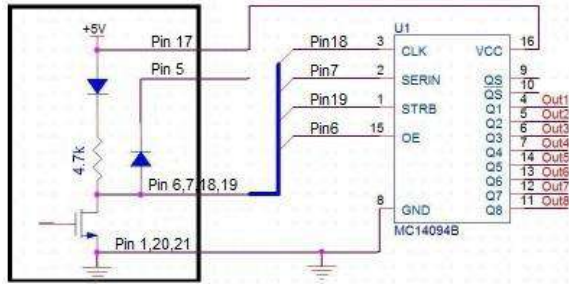 +5V
Pin 17
Pin 5
4.7k
Pin 6,7,18,19
Pin 1,20,21
Pin18
Pin7
Pin19
Pin6
U1
3 CLK VCC 16
2 SERIN QS 9
QS 10
1 STRB Q1 4 Out1
Q2 5 Out2
15 OE Q3 6 Out3
Q4 7 Out4
Q5 14 Out5
Q6 13 Out6
Q7 12 Out7
8 GND Q8 11 Out8
MC14094B